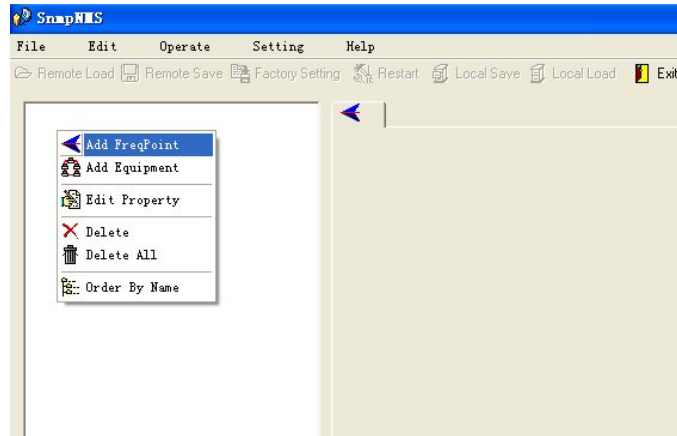 SnmpNMS
File Edit Operate Setting Help
Remote Load Remote Save Factory Setting Restart Local Save Local Load Exit
Add FreqPoint
Add Equipment
Edit Property
Delete
Delete All
Order By Name